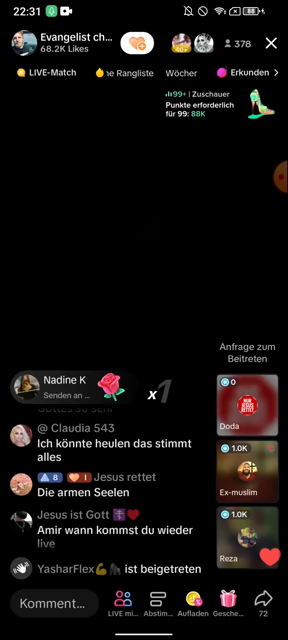 22:31
Evangelist ch...
68.2K Likes
378
LIVE-Match
ne Rangliste
Wöcher
Erkunden
99+ | Zuschauer
Punkte erforderlich
für 99: 88K
Anfrage zum
Beitreten
Nadine K
Senden an ...
x1
0
Doda
@ Claudia 543
Ich könnte heulen das stimmt
alles
8 1 Jesus rettet
Die armen Seelen
1.0K
Ex-muslim
Jesus ist Gott
Amir wann kommst du wieder
live
1.0K
Reza
YasharFlex ist beigetreten
Komment...
LIVE mi...
Abstim...
Aufladen
Gesche...
72